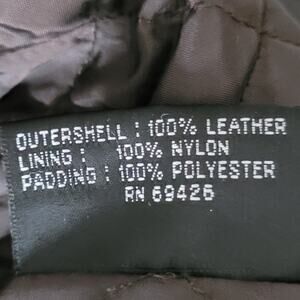 OUTERSHELL : 100% LEATHER
LINING : 100% NYLON
PADDING : 100% POLYESTER
RN 69426